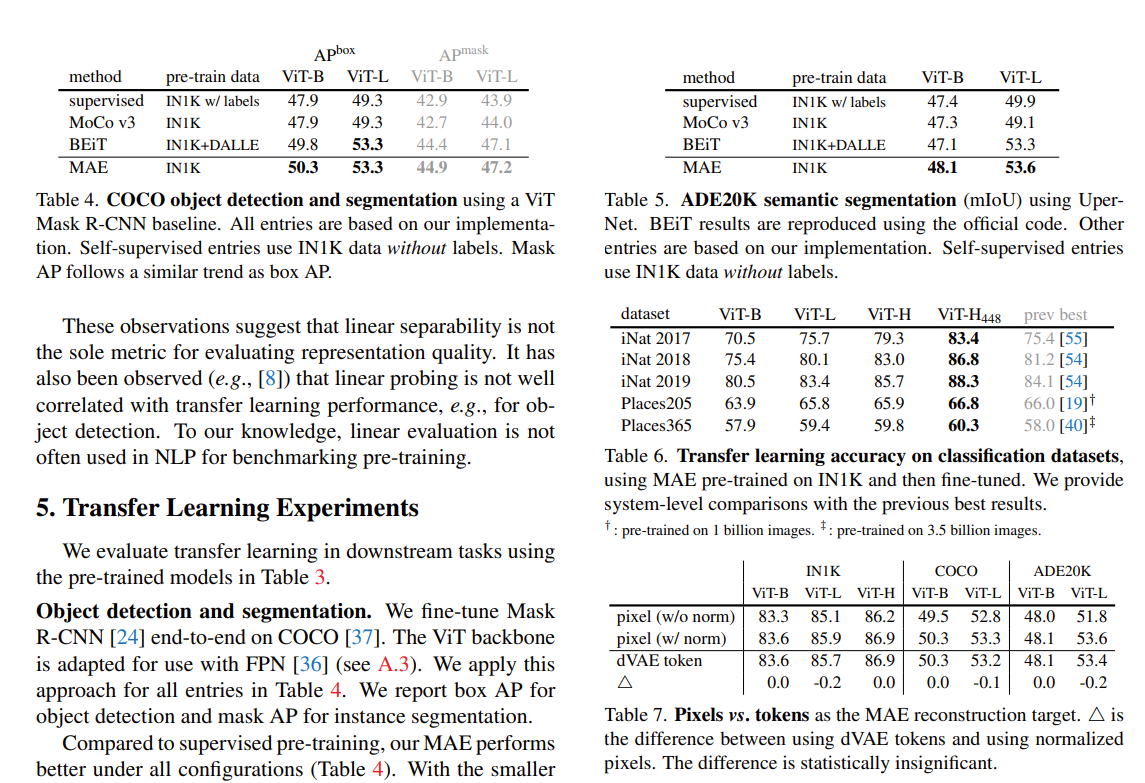 APbox APmask
method pre-train data ViT-B ViT-L ViT-B ViT-L
supervised IN1K w/ labels 47.9 49.3 42.9 43.9
MoCo v3 IN1K 47.9 49.3 42.7 44.0
BEiT IN1K+DALLE 49.8 53.3 44.4 47.1
MAE IN1K 50.3 53.3 44.9 47.2
Table 4. COCO object detection and segmentation using a ViT
Mask R-CNN baseline. All entries are based on our implementa-
tion. Self-supervised entries use IN1K data without labels. Mask
AP follows a similar trend as box AP.
These observations suggest that linear separability is not
the sole metric for evaluating representation quality. It has
also been observed (e.g., [8]) that linear probing is not well
correlated with transfer learning performance, e.g., for ob-
ject detection. To our knowledge, linear evaluation is not
often used in NLP for benchmarking pre-training.
5. Transfer Learning Experiments
We evaluate transfer learning in downstream tasks using
the pre-trained models in Table 3.
Object detection and segmentation. We fine-tune Mask
R-CNN [24] end-to-end on COCO [37]. The ViT backbone
is adapted for use with FPN [36] (see A.3). We apply this
approach for all entries in Table 4. We report box AP for
object detection and mask AP for instance segmentation.
Compared to supervised pre-training, our MAE performs
better under all configurations (Table 4). With the smaller
method pre-train data ViT-B ViT-L
supervised IN1K w/ labels 47.4 49.9
MoCo v3 IN1K 47.3 49.1
BEiT IN1K+DALLE 47.1 53.3
MAE IN1K 48.1 53.6
Table 5. ADE20K semantic segmentation (mIoU) using Uper-
Net. BEiT results are reproduced using the official code. Other
entries are based on our implementation. Self-supervised entries
use IN1K data without labels.
dataset ViT-B ViT-L ViT-H ViT-H448 prev best
iNat 2017 70.5 75.7 79.3 83.4 75.4 [55]
iNat 2018 75.4 80.1 83.0 86.8 81.2 [54]
iNat 2019 80.5 83.4 85.7 88.3 84.1 [54]
Places205 63.9 65.8 65.9 66.8 66.0 [19]†
Places365 57.9 59.4 59.8 60.3 58.0 [40]‡
Table 6. Transfer learning accuracy on classification datasets,
using MAE pre-trained on IN1K and then fine-tuned. We provide
system-level comparisons with the previous best results.
†: pre-trained on 1 billion images. ‡: pre-trained on 3.5 billion images.
IN1K COCO ADE20K
ViT-B ViT-L ViT-H ViT-B ViT-L ViT-B ViT-L
pixel (w/o norm) 83.3 85.1 86.2 49.5 52.8 48.0 51.8
pixel (w/ norm) 83.6 85.9 86.9 50.3 53.3 48.1 53.6
dVAE token 83.6 85.7 86.9 50.3 53.2 48.1 53.4
△ 0.0 -0.2 0.0 0.0 -0.1 0.0 -0.2
Table 7. Pixels vs. tokens as the MAE reconstruction target. △ is
the difference between using dVAE tokens and using normalized
pixels. The difference is statistically insignificant.